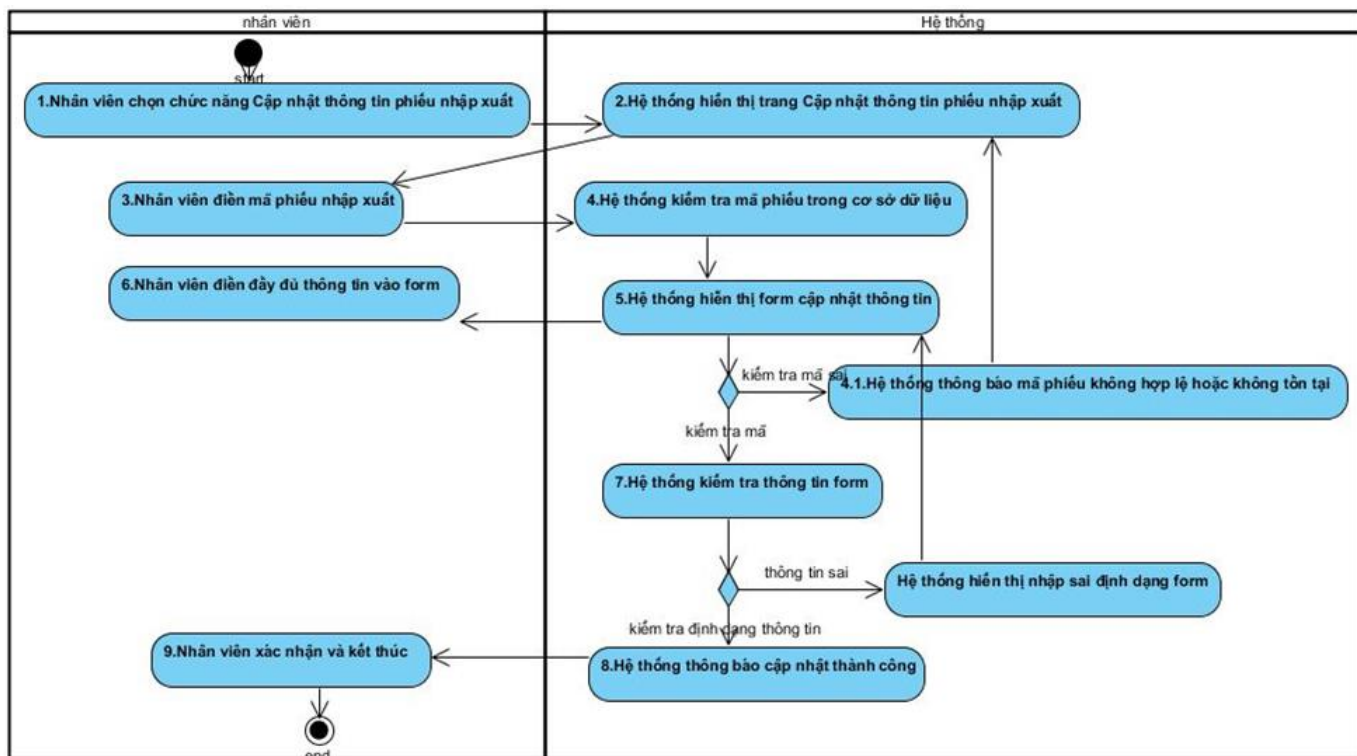 nhân viên
Hệ thống
start
1.Nhân viên chọn chức năng Cập nhật thông tin phiếu nhập xuất
2.Hệ thống hiển thị trang Cập nhật thông tin phiếu nhập xuất
3.Nhân viên điền mã phiếu nhập xuất
4.Hệ thống kiểm tra mã phiếu trong cơ sở dữ liệu
6.Nhân viên điền đầy đủ thông tin vào form
5.Hệ thống hiển thị form cập nhật thông tin
kiểm tra mã sai
4.1.Hệ thống thông báo mã phiếu không hợp lệ hoặc không tồn tại
kiểm tra mã
7.Hệ thống kiểm tra thông tin form
thông tin sai
Hệ thống hiển thị nhập sai định dạng form
kiểm tra định dạng thông tin
9.Nhân viên xác nhận và kết thúc
8.Hệ thống thông báo cập nhật thành công
end